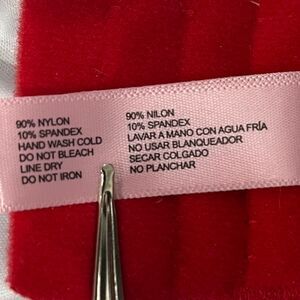 90% NYLON
10% SPANDEX
HAND WASH COLD
DO NOT BLEACH
LINE DRY
DO NOT IRON
90% NILON
10% SPANDEX
LAVAR A MANO CON AGUA FRÍA
NO USAR BLANQUEADOR
SECAR COLGADO
NO PLANCHAR